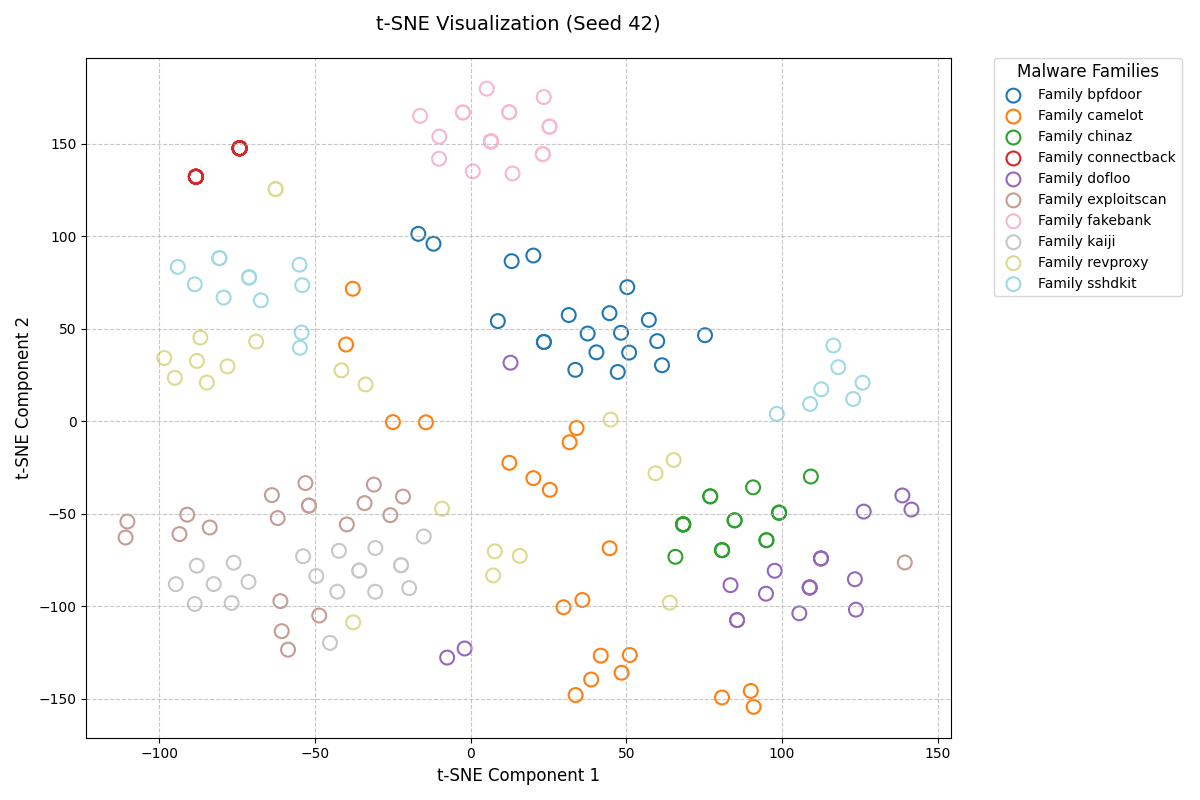 t-SNE Visualization (Seed 42)
Malware Families
Family bpfdoor
Family camelot
Family chinaz
Family connectback
Family dofloo
Family exploitscan
Family fakebank
Family kaiji
Family revproxy
Family sshdkit
t-SNE Component 2
150
100
50
0
−50
−100
−150
−100
−50
0
50
100
150
t-SNE Component 1